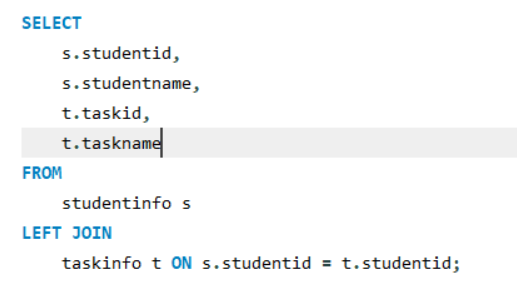 SELECT
    s.studentid,
    s.studentname,
    t.taskid,
    t.taskname
FROM
    studentinfo s
LEFT JOIN
    taskinfo t ON s.studentid = t.studentid;